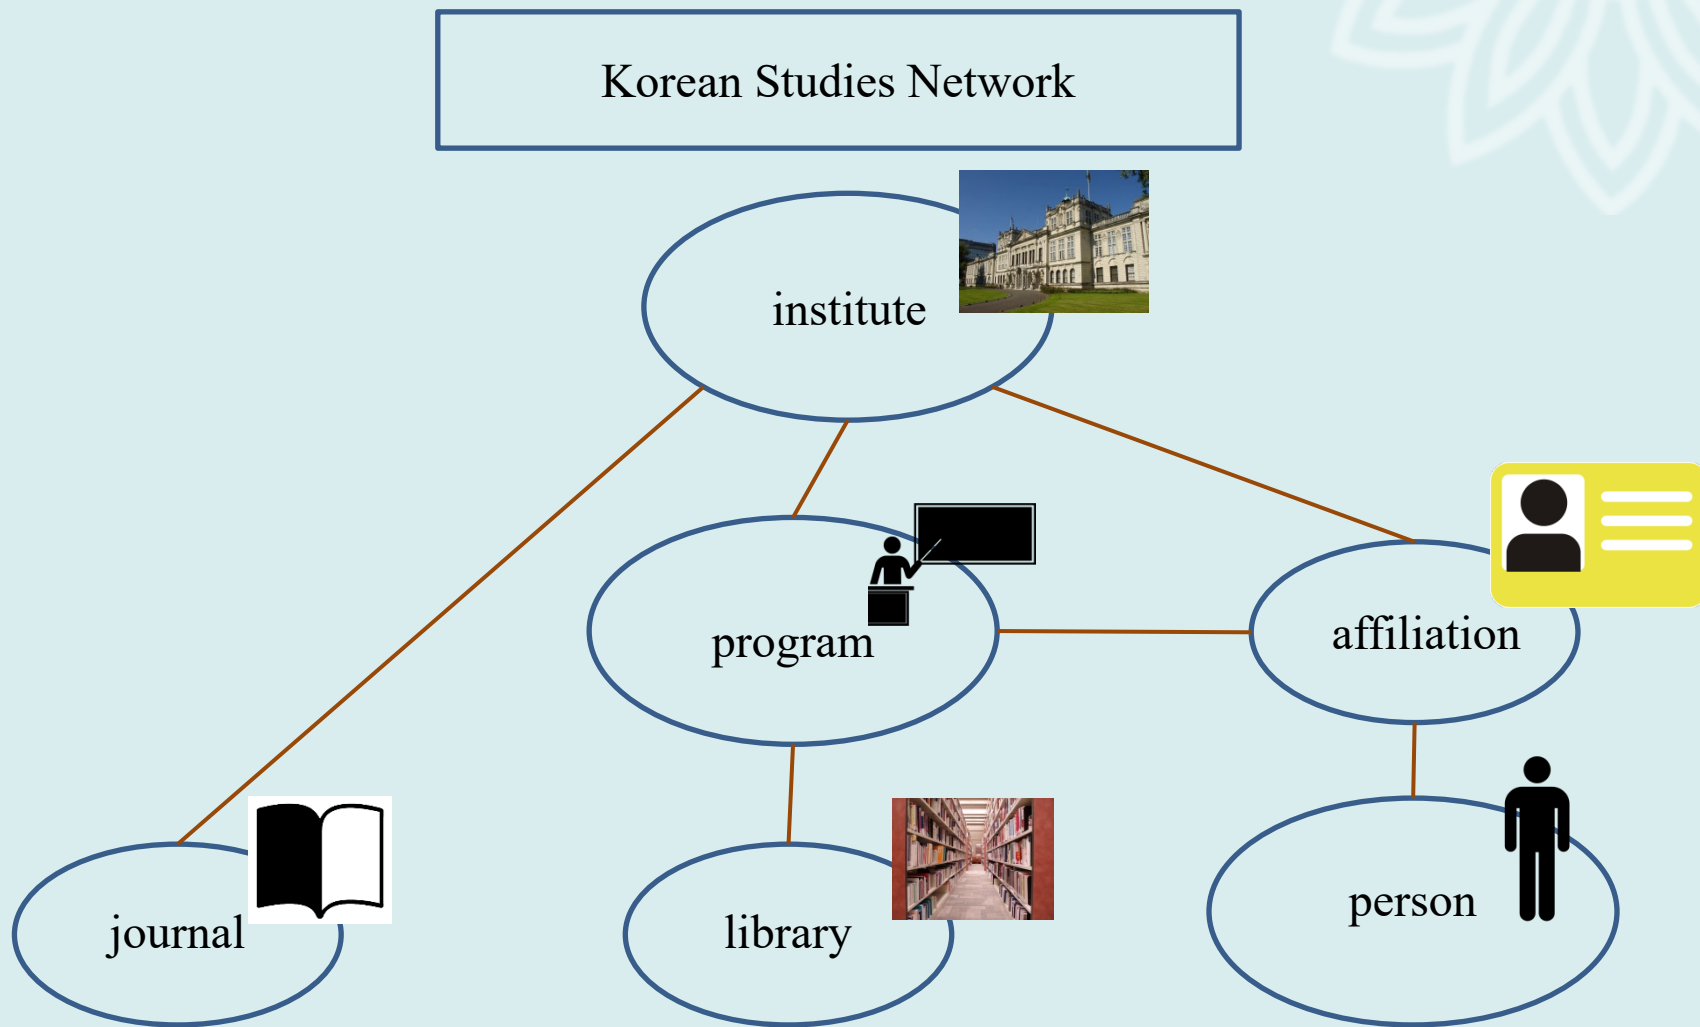 Korean Studies Network
institute
program
affiliation
journal
library
person